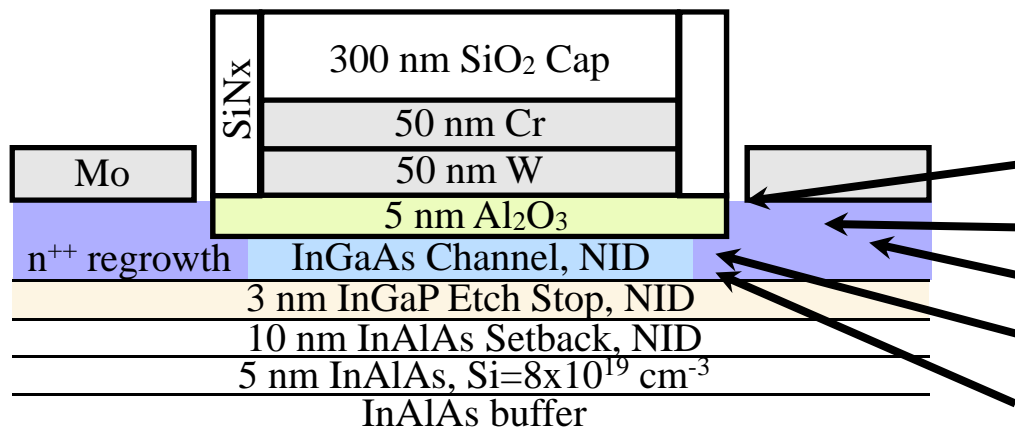 300 nm SiO₂ Cap
SiNx
50 nm Cr
50 nm W
Mo
5 nm Al₂O₃
n⁺⁺ regrowth
InGaAs Channel, NID
3 nm InGaP Etch Stop, NID
10 nm InAlAs Setback, NID
5 nm InAlAs, Si=8x10¹⁹ cm⁻³
InAlAs buffer